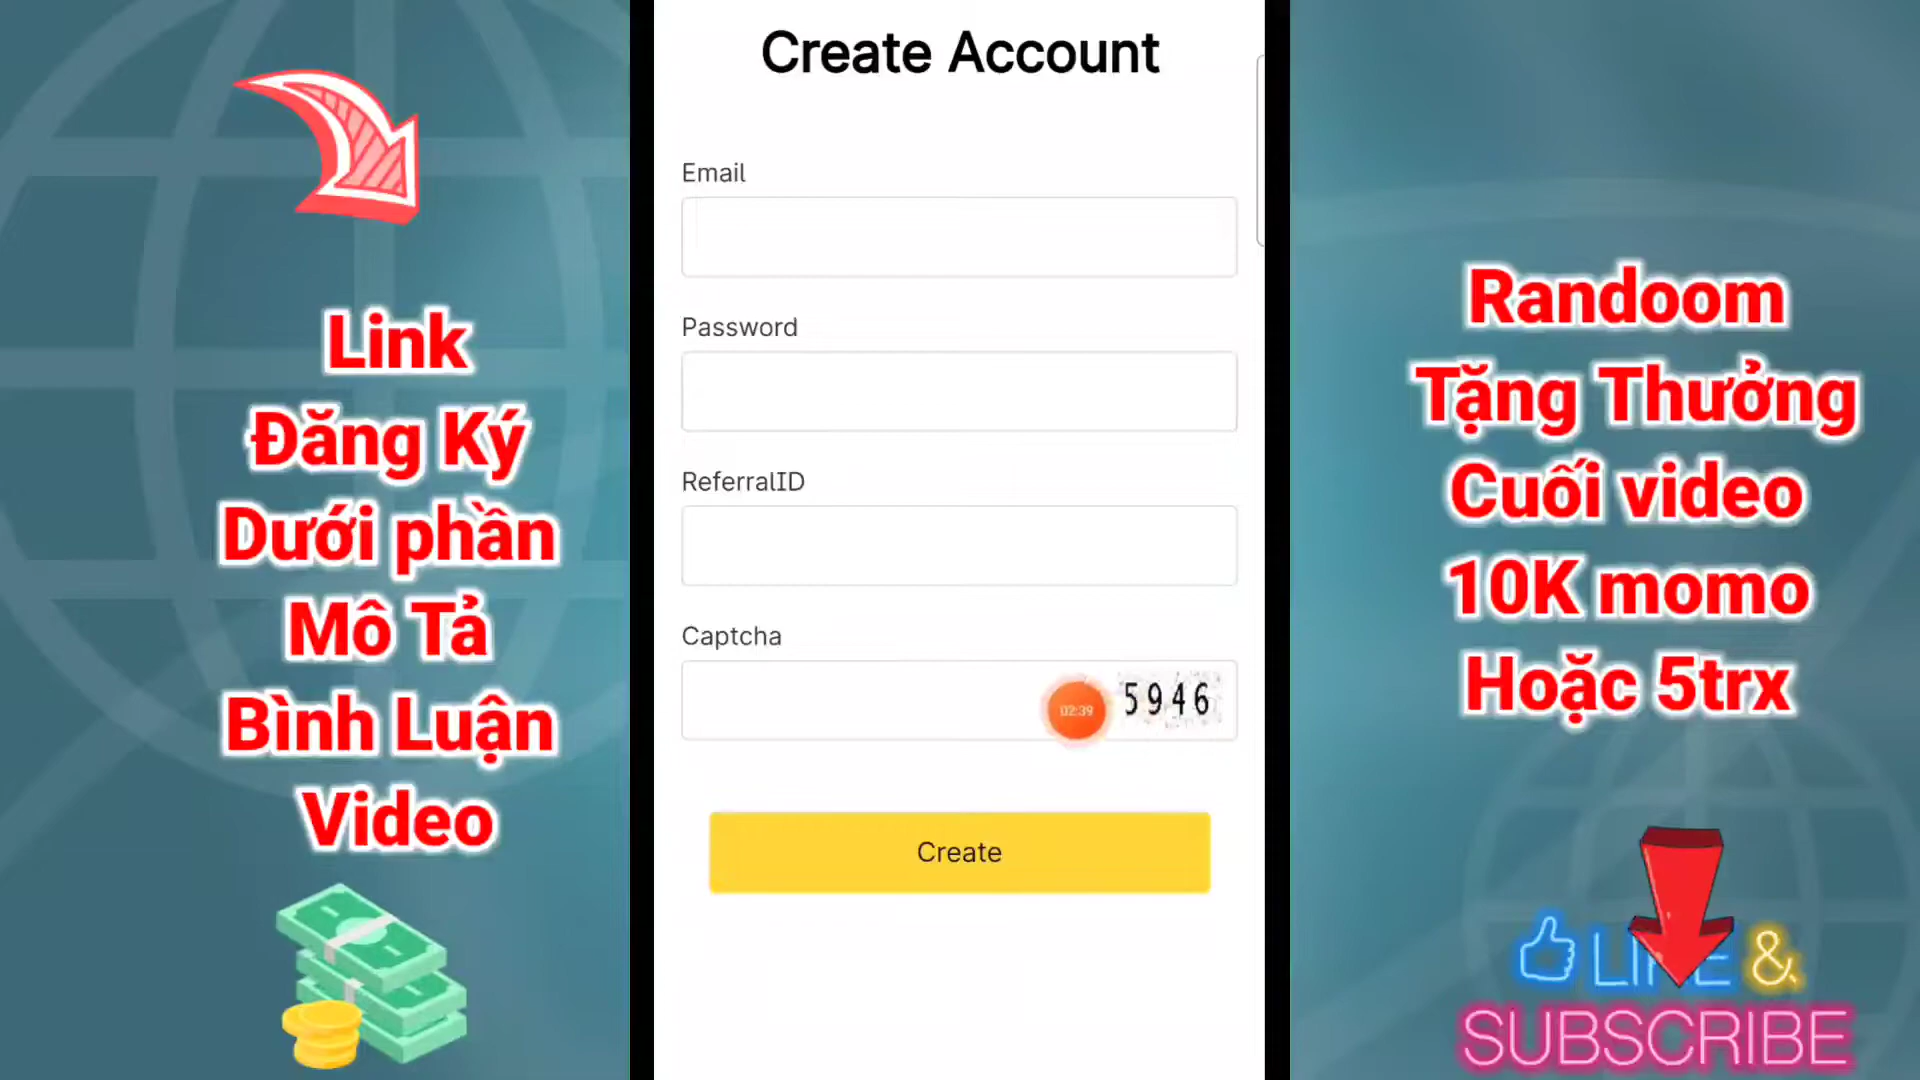 Create Account
Link
Đăng Ký
Dưới phần
Mô Tả
Bình Luận
Video
Email
Password
ReferralID
Captcha
02:39
5946
Create
Randoom
Tặng Thưởng
Cuối video
10K momo
Hoặc 5trx
LIKE &
SUBSCRIBE